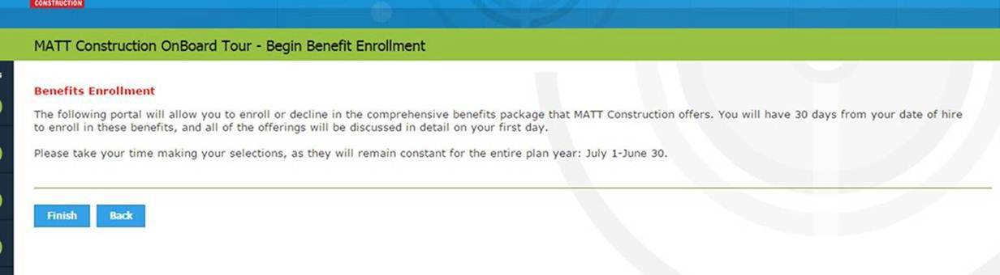 CONSTRUCTION
MATT Construction OnBoard Tour - Begin Benefit Enrollment
Benefits Enrollment
The following portal will allow you to enroll or decline in the comprehensive benefits package that MATT Construction offers. You will have 30 days from your date of hire
to enroll in these benefits, and all of the offerings will be discussed in detail on your first day.
Please take your time making your selections, as they will remain constant for the entire plan year: July 1-June 30.
Finish Back